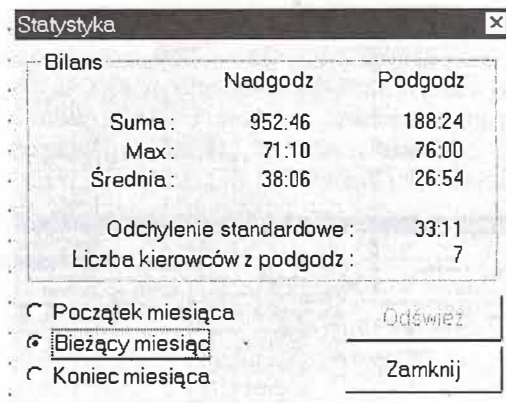 Statystyka
Bilans
Nadgodz Podgodz
Suma: 952:46 188:24
Max: 71:10 76:00
Średnia: 38:06 26:54
Odchylenie standardowe: 33:11
Liczba kierowców z podgodz: 7
Początek miesiąca
Odśwież
Bieżący miesiąc
Koniec miesiąca
Zamknij